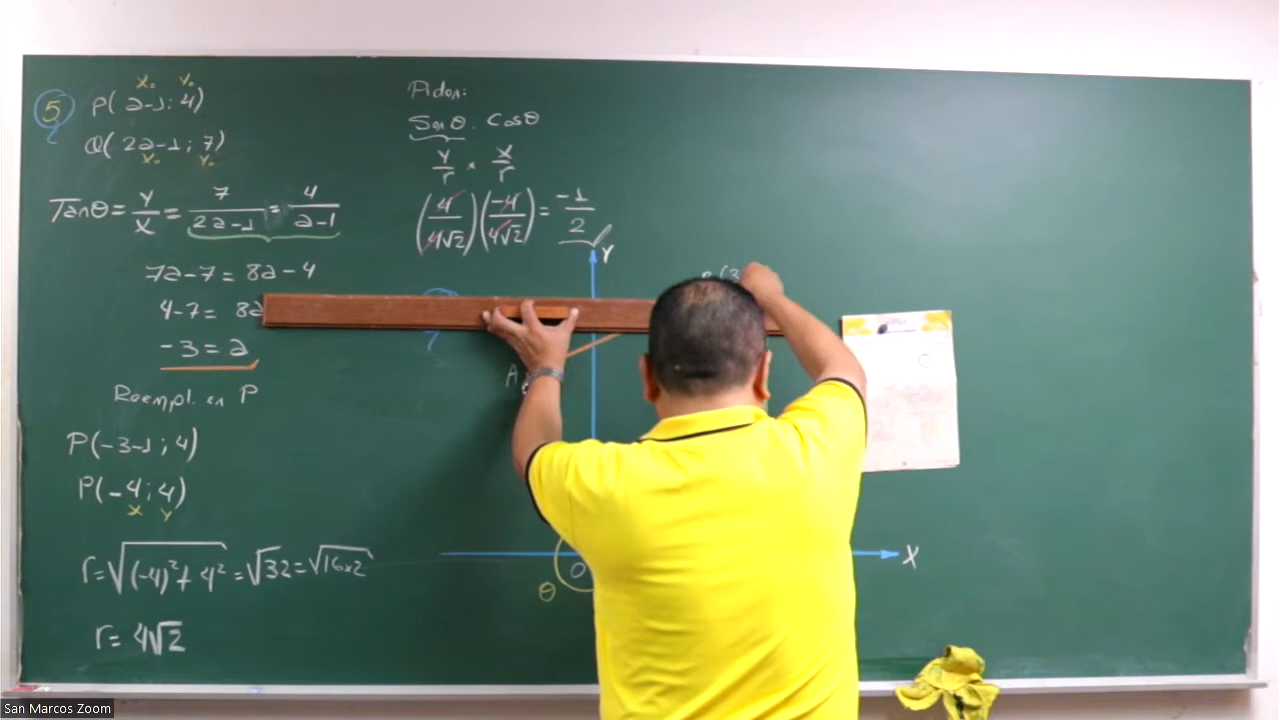 5
X₀ Y₀
P( a-1; 4)
Q( 2a-1; 7)
X₀ Y₀
Tanθ = Y/X = 7/(2a-1) = 4/(a-1)
7a-7 = 8a-4
4-7 = 8a
-3 = a
Reempl. en P
P(-3-1; 4)
P(-4; 4)
X Y
r = √((-4)²+4²) = √32 = √16x2
r = 4√2
Piden:
Senθ. Cosθ
Y/r x X/r
(4/4√2)(-4/4√2) = -1/2
Y
(3
A
X
O
θ
San Marcos Zoom